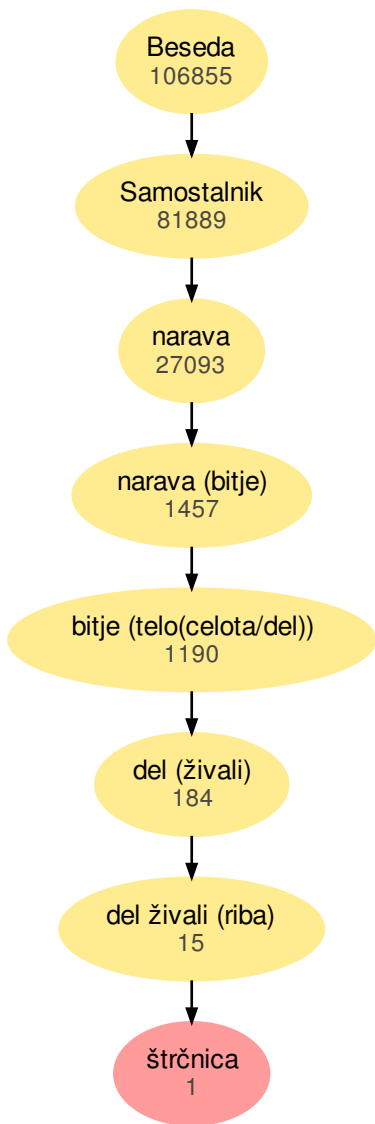 Beseda
106855
Samostalnik
81889
narava
27093
narava (bitje)
1457
bitje (telo(celota/del))
1190
del (živali)
184
del živali (riba)
15
štrčnica
1